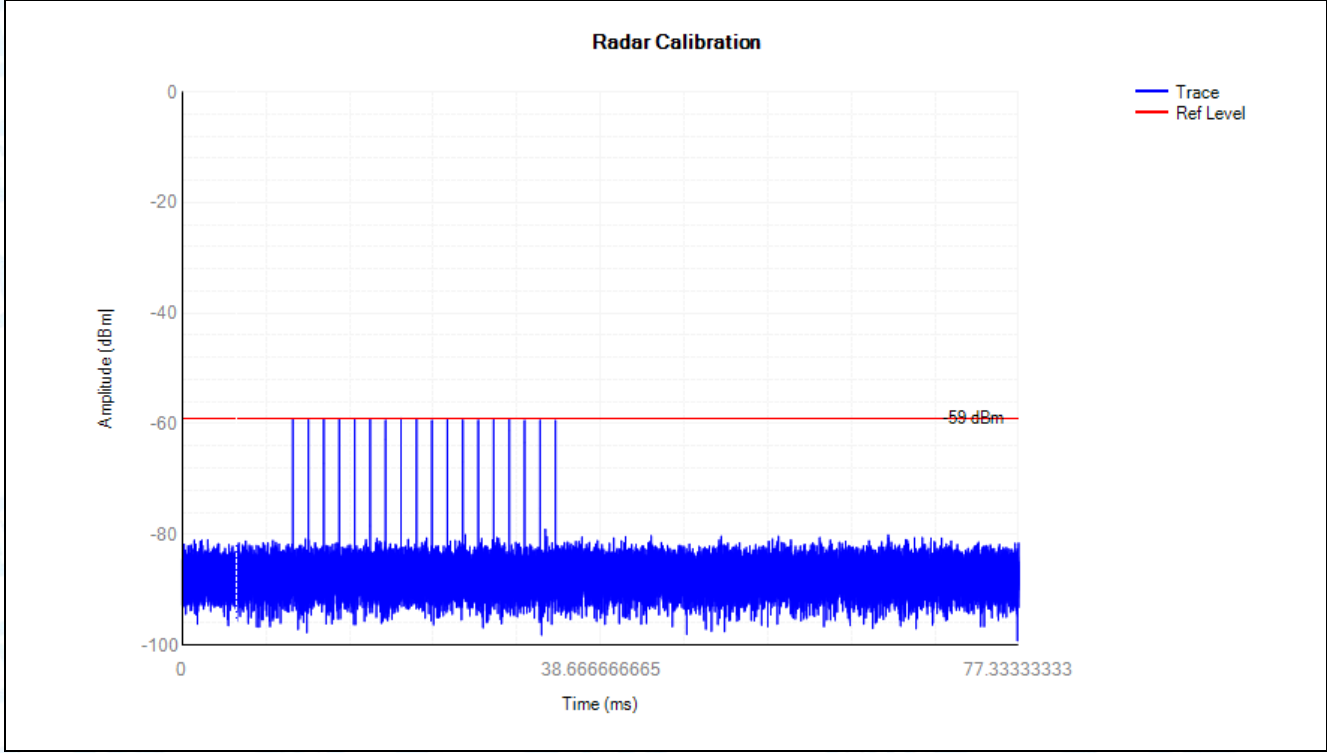 Radar Calibration
Trace
Ref Level
0
-20
-40
-60
-80
-100
Amplitude (dBm)
-59 dBm
0
38.666666665
77.33333333
Time (ms)